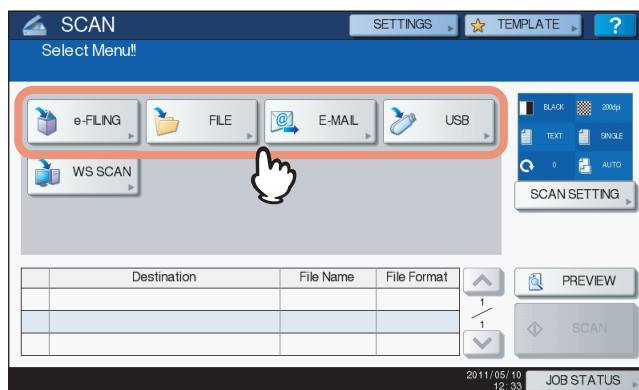 SCAN
SETTINGS
TEMPLATE
?
Select Menu!!
e-FILING
FILE
E-MAIL
USB
WS SCAN
BLACK
200dpi
TEXT
SINGLE
0
AUTO
SCAN SETTING
Destination File Name File Format
1
1
PREVIEW
SCAN
2011/05/10
12:33
JOB STATUS